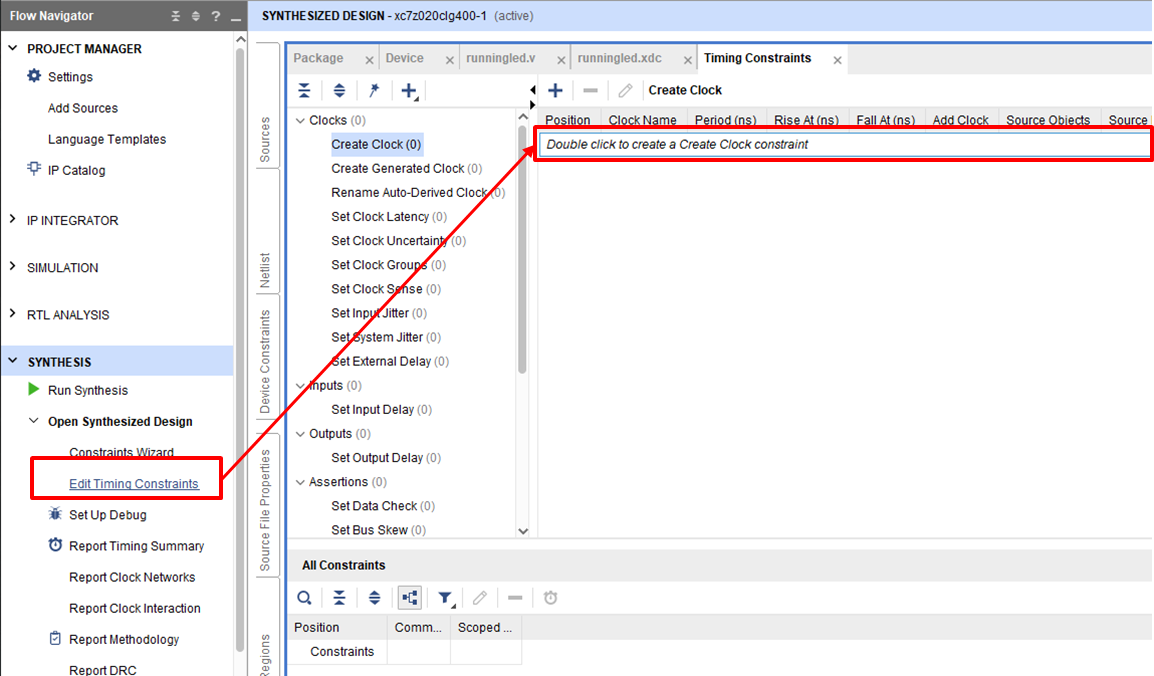 Flow Navigator
?
PROJECT MANAGER
Settings
Add Sources
Language Templates
IP Catalog
IP INTEGRATOR
SIMULATION
RTL ANALYSIS
SYNTHESIS
Run Synthesis
Open Synthesized Design
Constraints Wizard
Edit Timing Constraints
Set Up Debug
Report Timing Summary
Report Clock Networks
Report Clock Interaction
Report Methodology
Report DRC
SYNTHESIZED DESIGN - xc7z020clg400-1 (active)
Sources
Netlist
Device Constraints
Source File Properties
Regions
Package
Device
runningled.v
runningled.xdc
Timing Constraints
Clocks (0)
Create Clock (0)
Create Generated Clock (0)
Rename Auto-Derived Clock (0)
Set Clock Latency (0)
Set Clock Uncertainty (0)
Set Clock Groups (0)
Set Clock Sense (0)
Set Input Jitter (0)
Set System Jitter (0)
Set External Delay (0)
Inputs (0)
Set Input Delay (0)
Outputs (0)
Set Output Delay (0)
Assertions (0)
Set Data Check (0)
Set Bus Skew (0)
Create Clock
Position Clock Name Period (ns) Rise At (ns) Fall At (ns) Add Clock Source Objects Source
Double click to create a Create Clock constraint
All Constraints
Position Comm... Scoped ...
Constraints